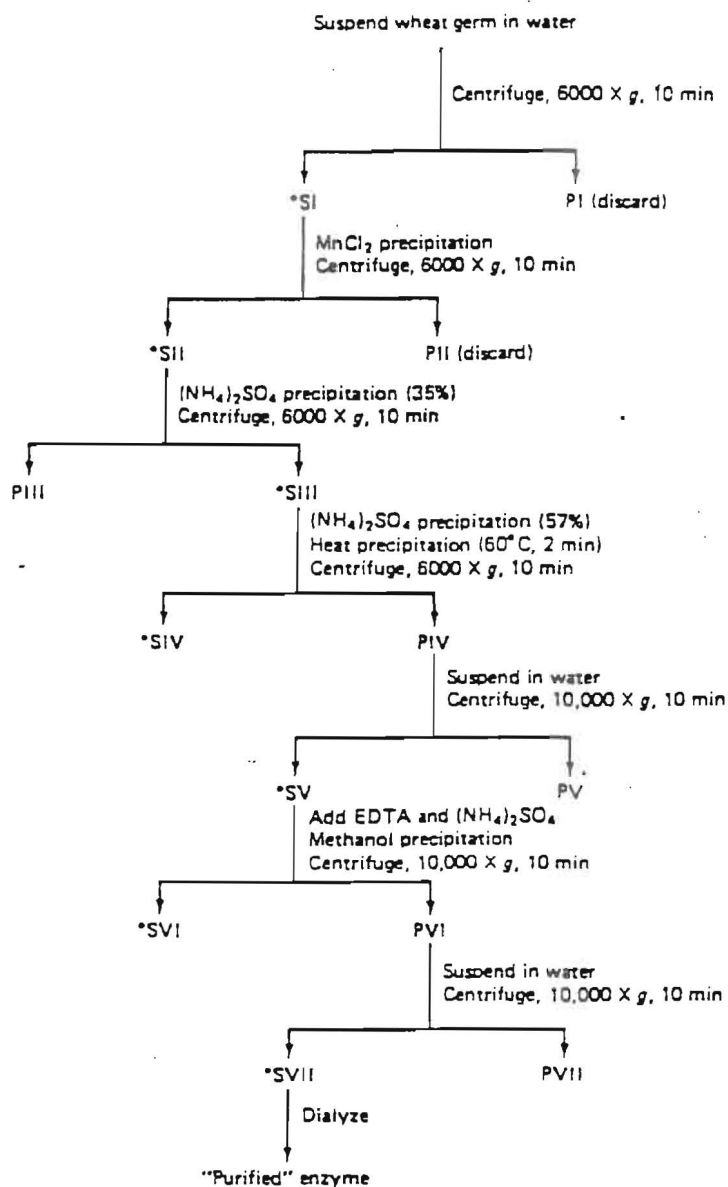 Suspend wheat germ in water
Centrifuge, 6000 X g, 10 min
*SI
PI (discard)
MnCl₂ precipitation
Centrifuge, 6000 X g, 10 min
*SII
PII (discard)
(NH₄)₂SO₄ precipitation (35%)
Centrifuge, 6000 X g, 10 min
PIII
*SIII
(NH₄)₂SO₄ precipitation (57%)
Heat precipitation (60°C, 2 min)
Centrifuge, 6000 X g, 10 min
*SIV
PIV
Suspend in water
Centrifuge, 10,000 X g, 10 min
*SV
PV
Add EDTA and (NH₄)₂SO₄
Methanol precipitation
Centrifuge, 10,000 X g, 10 min
*SVI
PVI
Suspend in water
Centrifuge, 10,000 X g, 10 min
*SVII
PVII
Dialyze
"Purified" enzyme